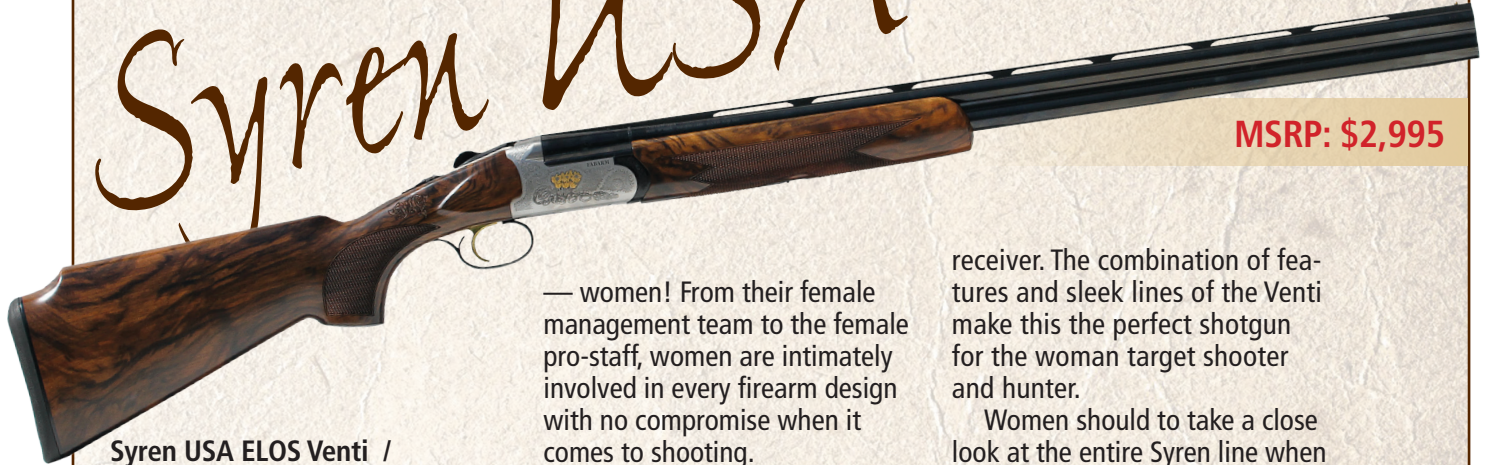 Syren USA
MSRP: $2,995
Syren USA ELOS Venti /
— women! From their female
management team to the female
pro-staff, women are intimately
involved in every firearm design
with no compromise when it
comes to shooting.
receiver. The combination of fea-
tures and sleek lines of the Venti
make this the perfect shotgun
for the woman target shooter
and hunter.
Women should to take a close
look at the entire Syren line when